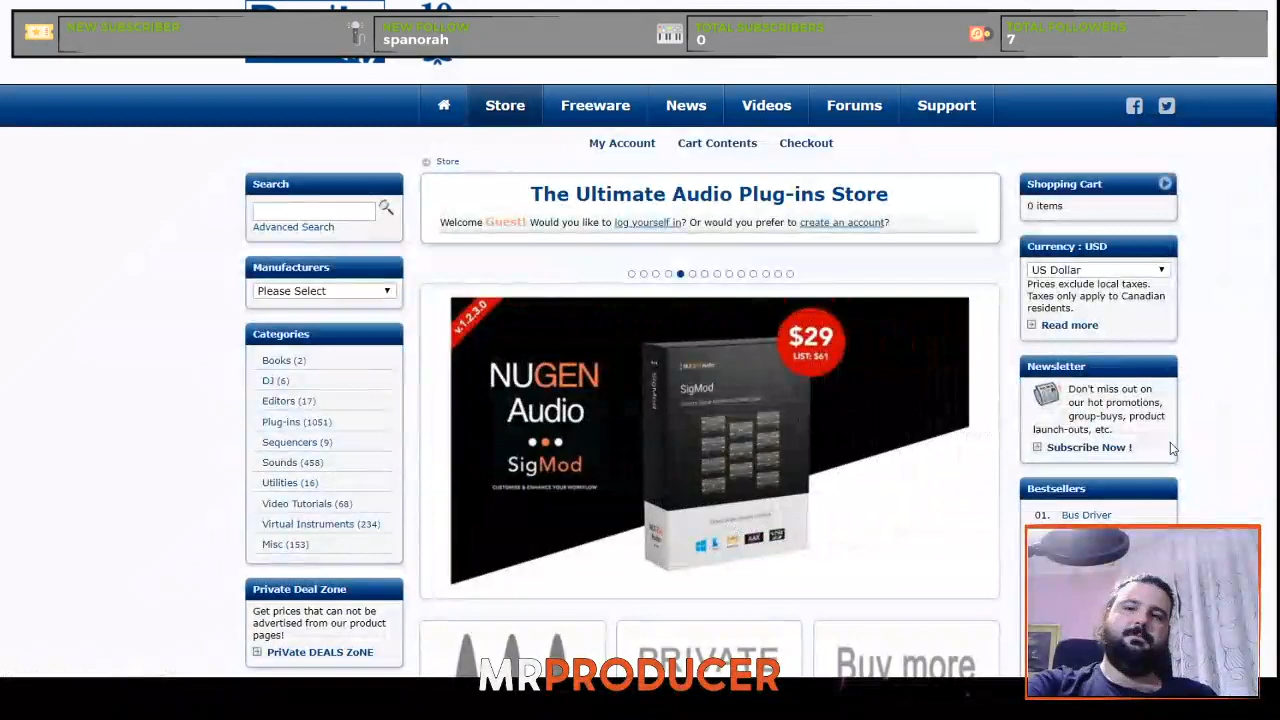 NEW SUBSCRIBER
NEW FOLLOW
spanorah
TOTAL SUBSCRIBERS
0
TOTAL FOLLOWERS
7
Store
Freeware
News
Videos
Forums
Support
My Account
Cart Contents
Checkout
Store
Search
Advanced Search
Manufacturers
Please Select
Categories
Books (2)
DJ (6)
Editors (17)
Plug-ins (1051)
Sequencers (9)
Sounds (458)
Utilities (16)
Video Tutorials (68)
Virtual Instruments (234)
Misc (153)
Private Deal Zone
Get prices that can not be
advertised from our product
pages!
PriVate DEALS ZoNE
The Ultimate Audio Plug-ins Store
Welcome Guest! Would you like to log yourself in? Or would you prefer to create an account?
v.1.2.3.0
$29
LIST: $61
NUGEN
Audio
SigMod
CUSTOMISE & ENHANCE YOUR WORKFLOW
NUGEN Audio
SigMod
AAX
PRIVATE
Buy more
Shopping Cart
0 items
Currency : USD
US Dollar
Prices exclude local taxes.
Taxes only apply to Canadian
residents.
Read more
Newsletter
Don't miss out on
our hot promotions,
group-buys, product
launch-outs, etc.
Subscribe Now !
Bestsellers
01. Bus Driver
MRPRODUCER